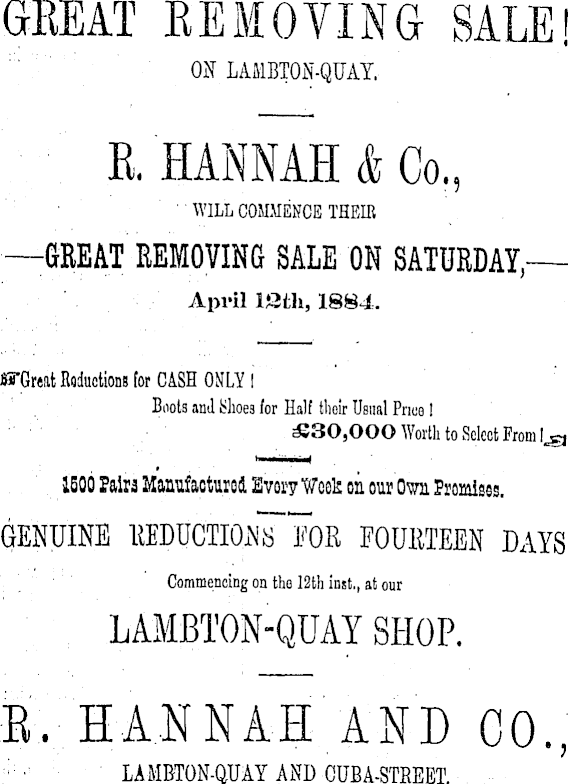 GREAT REMOVING SALE!
ON LAMBTON-QUAY.
R. HANNAH & Co.,
WILL COMMENCE THEIR
—GREAT REMOVING SALE ON SATURDAY,—
April 12th, 1884.
☞Great Reductions for CASH ONLY!
Boots and Shoes for Half their Usual Price!
£30,000 Worth to Select From!
1500 Pairs Manufactured Every Week on our Own Premises.
GENUINE REDUCTIONS FOR FOURTEEN DAYS
Commencing on the 12th inst., at our
LAMBTON-QUAY SHOP.
R. HANNAH AND CO.,
LAMBTON-QUAY AND CUBA-STREET.